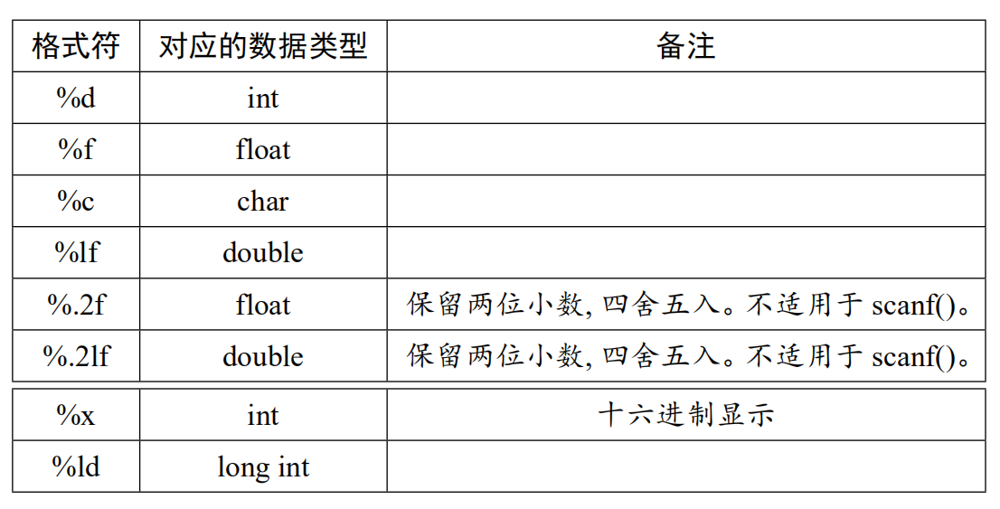 格式符 对应的数据类型 备注
%d int
%f float
%c char
%lf double
%.2f float 保留两位小数, 四舍五入。不适用于 scanf()。
%.2lf double 保留两位小数, 四舍五入。不适用于 scanf()。
%x int 十六进制显示
%ld long int